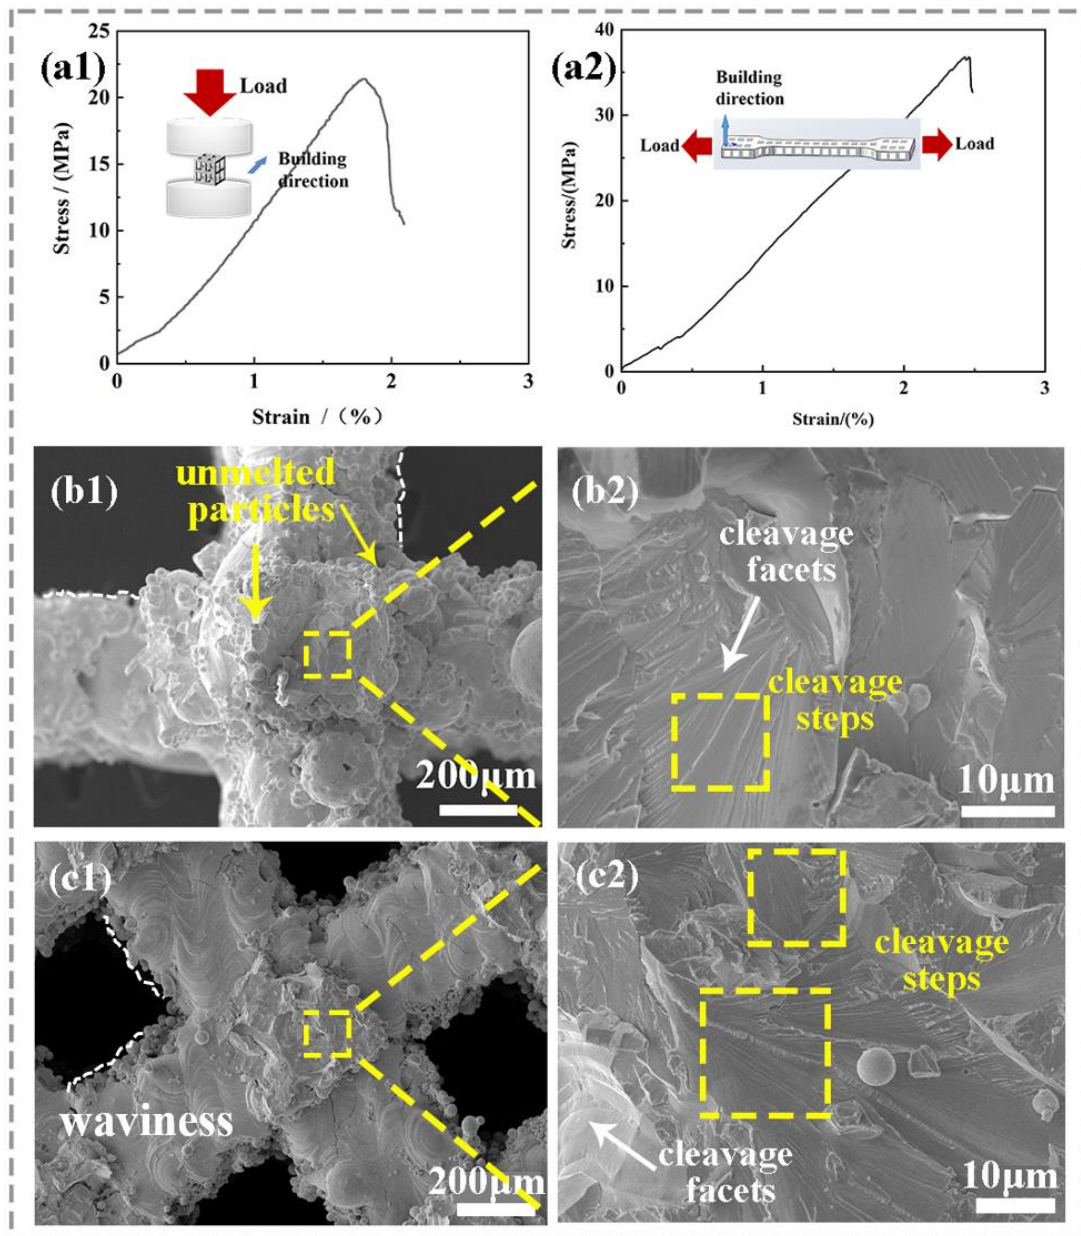 (a1)
25
20
15
10
5
0
Stress / (MPa)
0
1
2
3
Strain /（%）
Load
Building
direction
(a2)
40
30
20
10
0
Stress/(MPa)
0
1
2
3
Strain/(%)
Building
direction
Load
Load
(b1)
unmelted
particles
200μm
(b2)
cleavage
facets
cleavage
steps
10μm
(c1)
waviness
200μm
(c2)
cleavage
steps
cleavage
facets
10μm